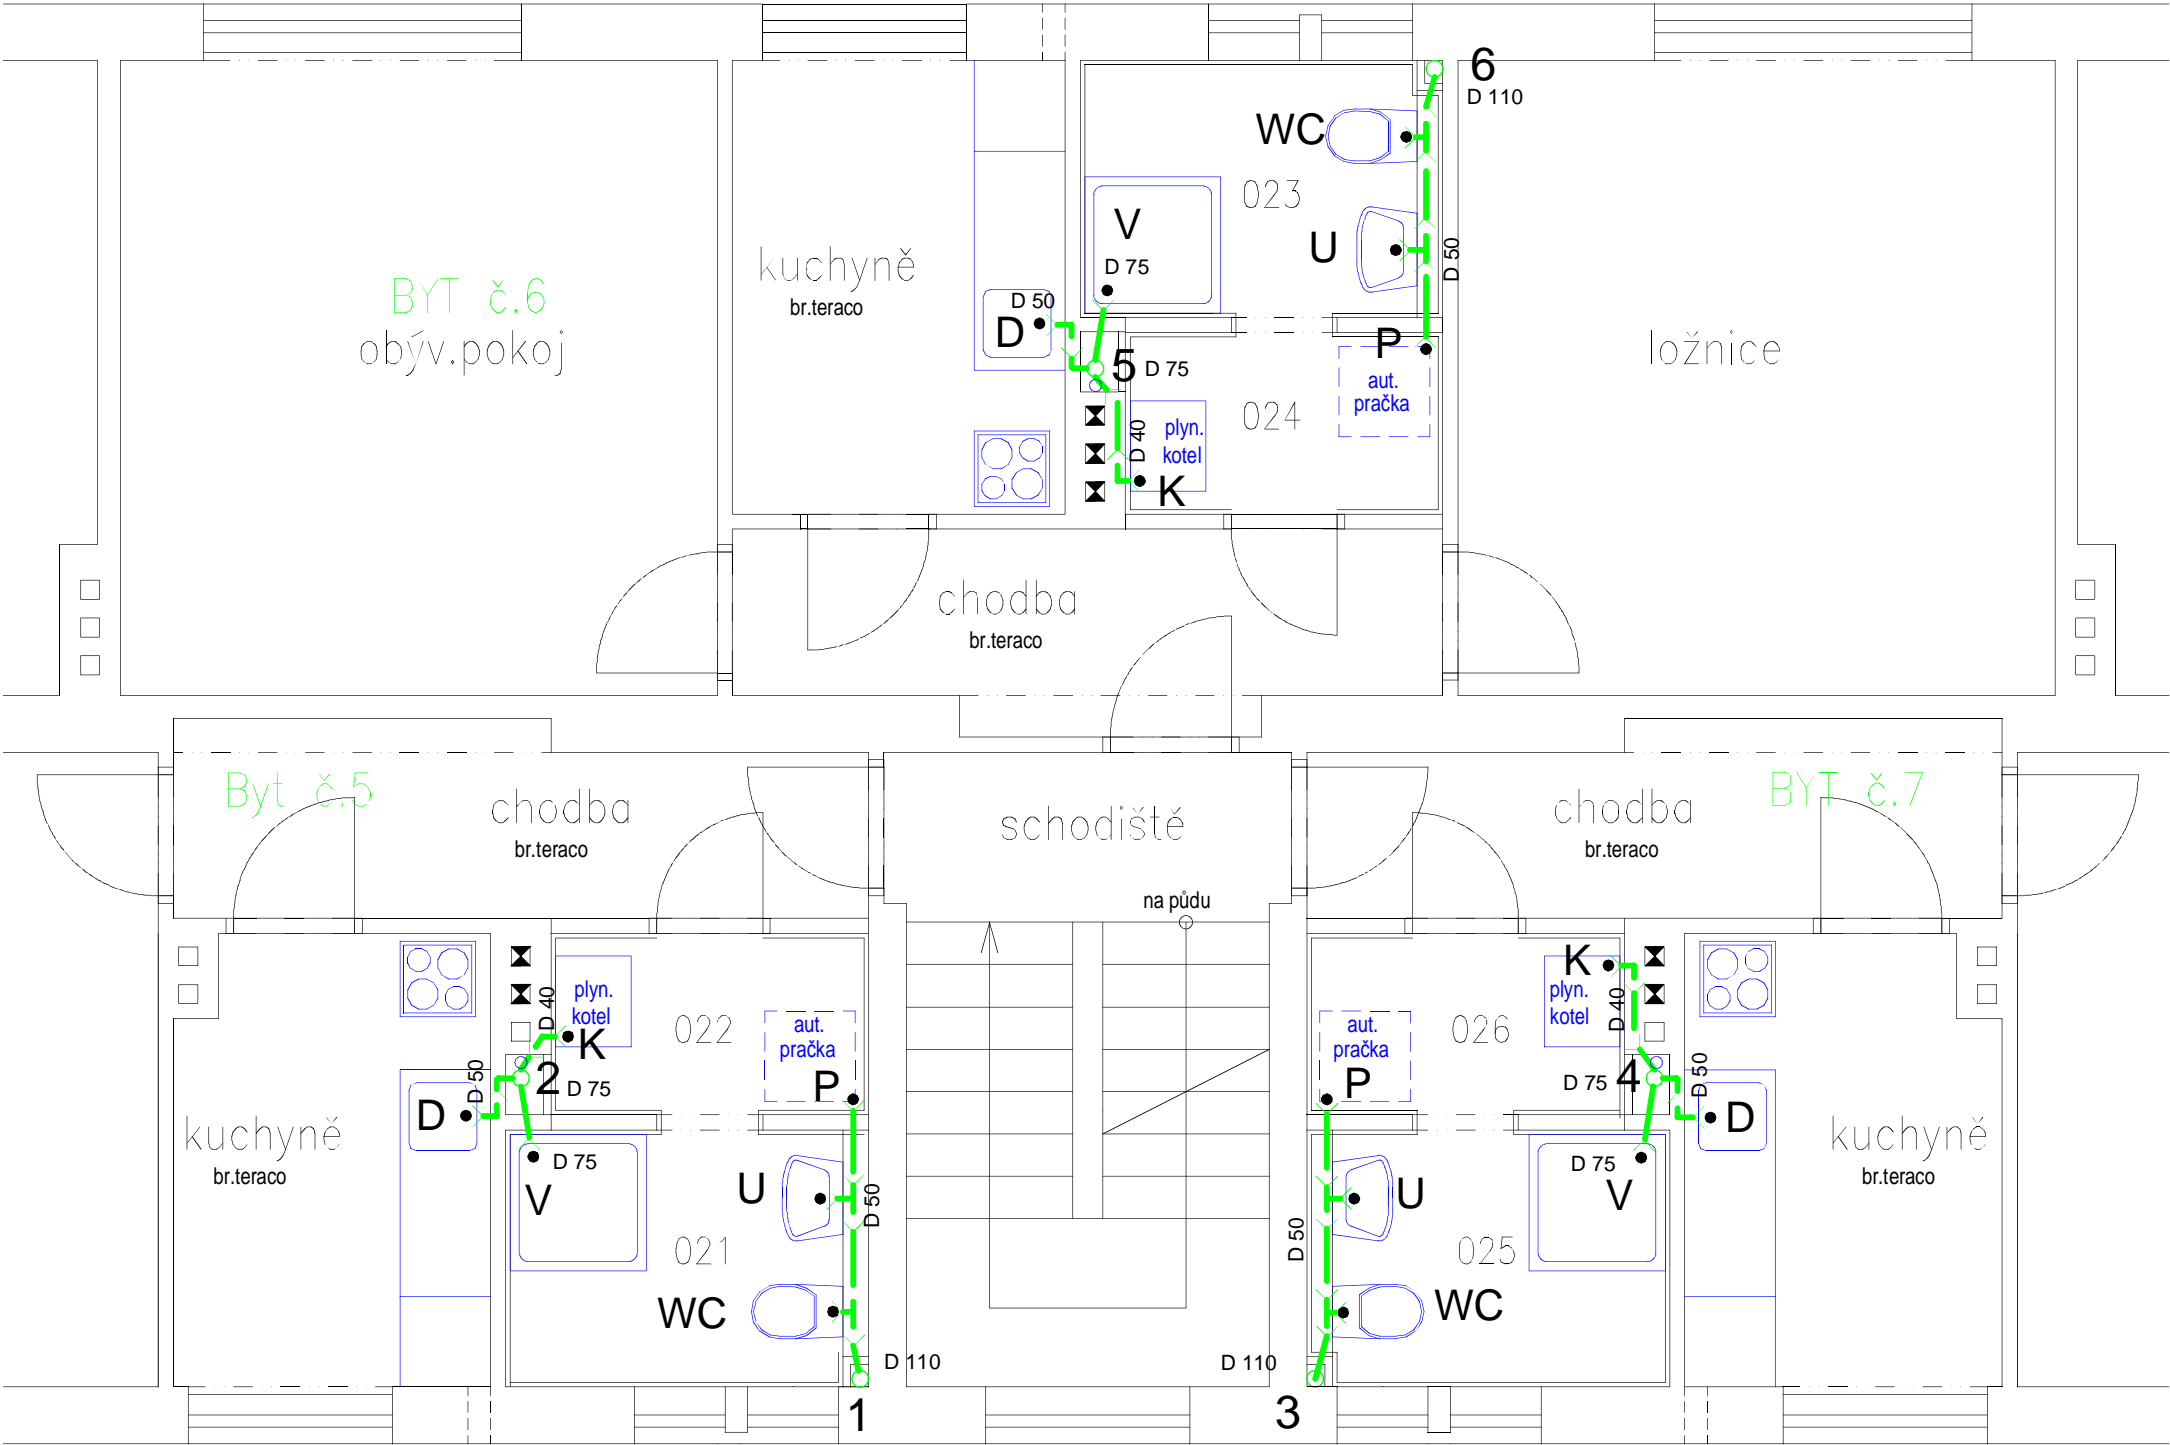 6
D 110
WC
023
V
U
D 75
D 50
kuchyně
br.teraco
BYT č.6
obýv.pokoj
D 50
D
P
5
D 75
ložnice
aut.
pračka
024
plyn.
kotel
D 40
K
chodba
br.teraco
Byt č.5
chodba
br.teraco
schodiště
chodba
br.teraco
BYT č.7
na půdu
plyn.
kotel
D 40
K
022
aut.
pračka
P
2
D 75
D 50
D
kuchyně
br.teraco
D 75
V
U
D 50
021
WC
D 110
1
K
plyn.
kotel
D 40
026
aut.
pračka
P
D 75
4
D 50
D
kuchyně
br.teraco
D 75
V
U
D 50
025
WC
D 110
3